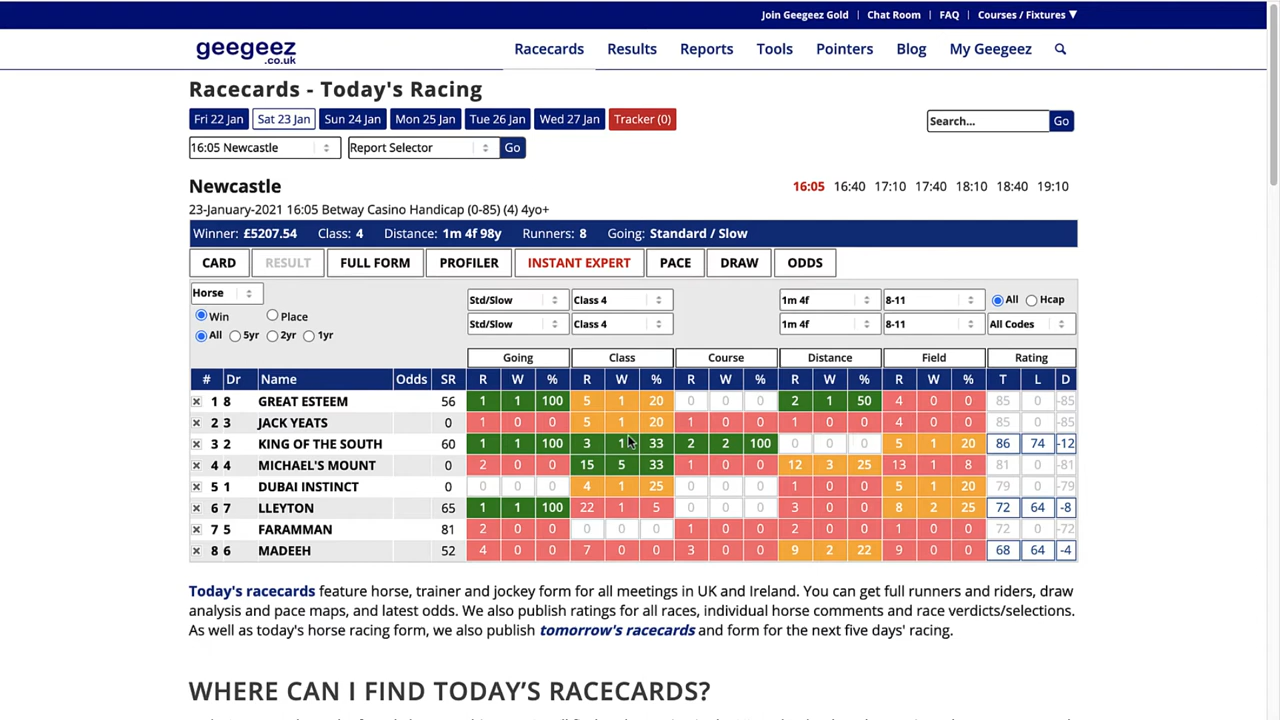 Join Geegeez Gold | Chat Room | FAQ | Courses / Fixtures ▼
geegeez .co.uk Racecards Results Reports Tools Pointers Blog My Geegeez
Racecards - Today's Racing
Fri 22 Jan Sat 23 Jan Sun 24 Jan Mon 25 Jan Tue 26 Jan Wed 27 Jan Tracker (0) Search... Go
16:05 Newcastle Report Selector Go
Newcastle 16:05 16:40 17:10 17:40 18:10 18:40 19:10
23-January-2021 16:05 Betway Casino Handicap (0-85) (4) 4yo+
Winner: £5207.54 Class: 4 Distance: 1m 4f 98y Runners: 8 Going: Standard / Slow
CARD RESULT FULL FORM PROFILER INSTANT EXPERT PACE DRAW ODDS
Horse Std/Slow Class 4 1m 4f 8-11 All Hcap
Win Place Std/Slow Class 4 1m 4f 8-11 All Codes
All 5yr 2yr 1yr
Going Class Course Distance Field Rating
# Dr Name Odds SR R W % R W % R W % R W % R W % T L D
1 8 GREAT ESTEEM 56 1 1 100 5 1 20 0 0 0 2 1 50 4 0 0 85 0 -85
2 3 JACK YEATS 0 1 0 0 5 1 20 1 0 0 1 0 0 4 0 0 85 0 -85
3 2 KING OF THE SOUTH 60 1 1 100 3 1 33 2 2 100 0 0 0 5 1 20 86 74 -12
4 4 MICHAEL'S MOUNT 0 2 0 0 15 5 33 1 0 0 12 3 25 13 1 8 81 0 -81
5 1 DUBAI INSTINCT 0 0 0 0 4 1 25 0 0 0 1 0 0 5 1 20 79 0 -79
6 7 LLEYTON 65 1 1 100 22 1 5 0 0 0 3 0 0 8 2 25 72 64 -8
7 5 FARAMMAN 81 2 0 0 0 0 0 1 0 0 2 0 0 1 0 0 72 0 -72
8 6 MADEEH 52 4 0 0 7 0 0 3 0 0 9 2 22 9 0 0 68 64 -4
Today's racecards feature horse, trainer and jockey form for all meetings in UK and Ireland. You can get full runners and riders, draw
analysis and pace maps, and latest odds. We also publish ratings for all races, individual horse comments and race verdicts/selections.
As well as today's horse racing form, we also publish tomorrow's racecards and form for the next five days' racing.
WHERE CAN I FIND TODAY'S RACECARDS?